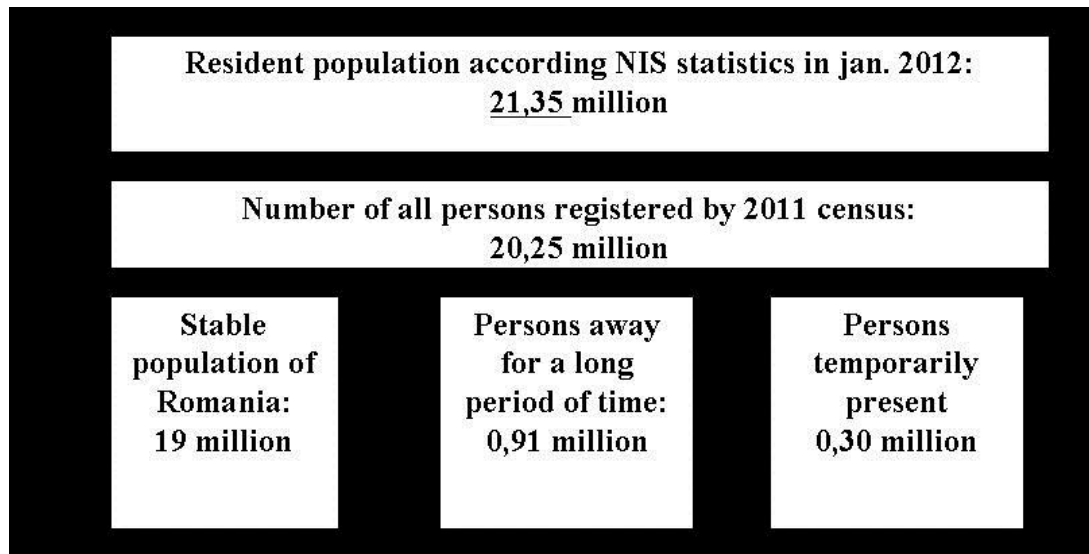 Resident population according NIS statistics in jan. 2012:
21,35 million
Number of all persons registered by 2011 census:
20,25 million
Stable
population of
Romania:
19 million
Persons away
for a long
period of time:
0,91 million
Persons
temporarily
present
0,30 million